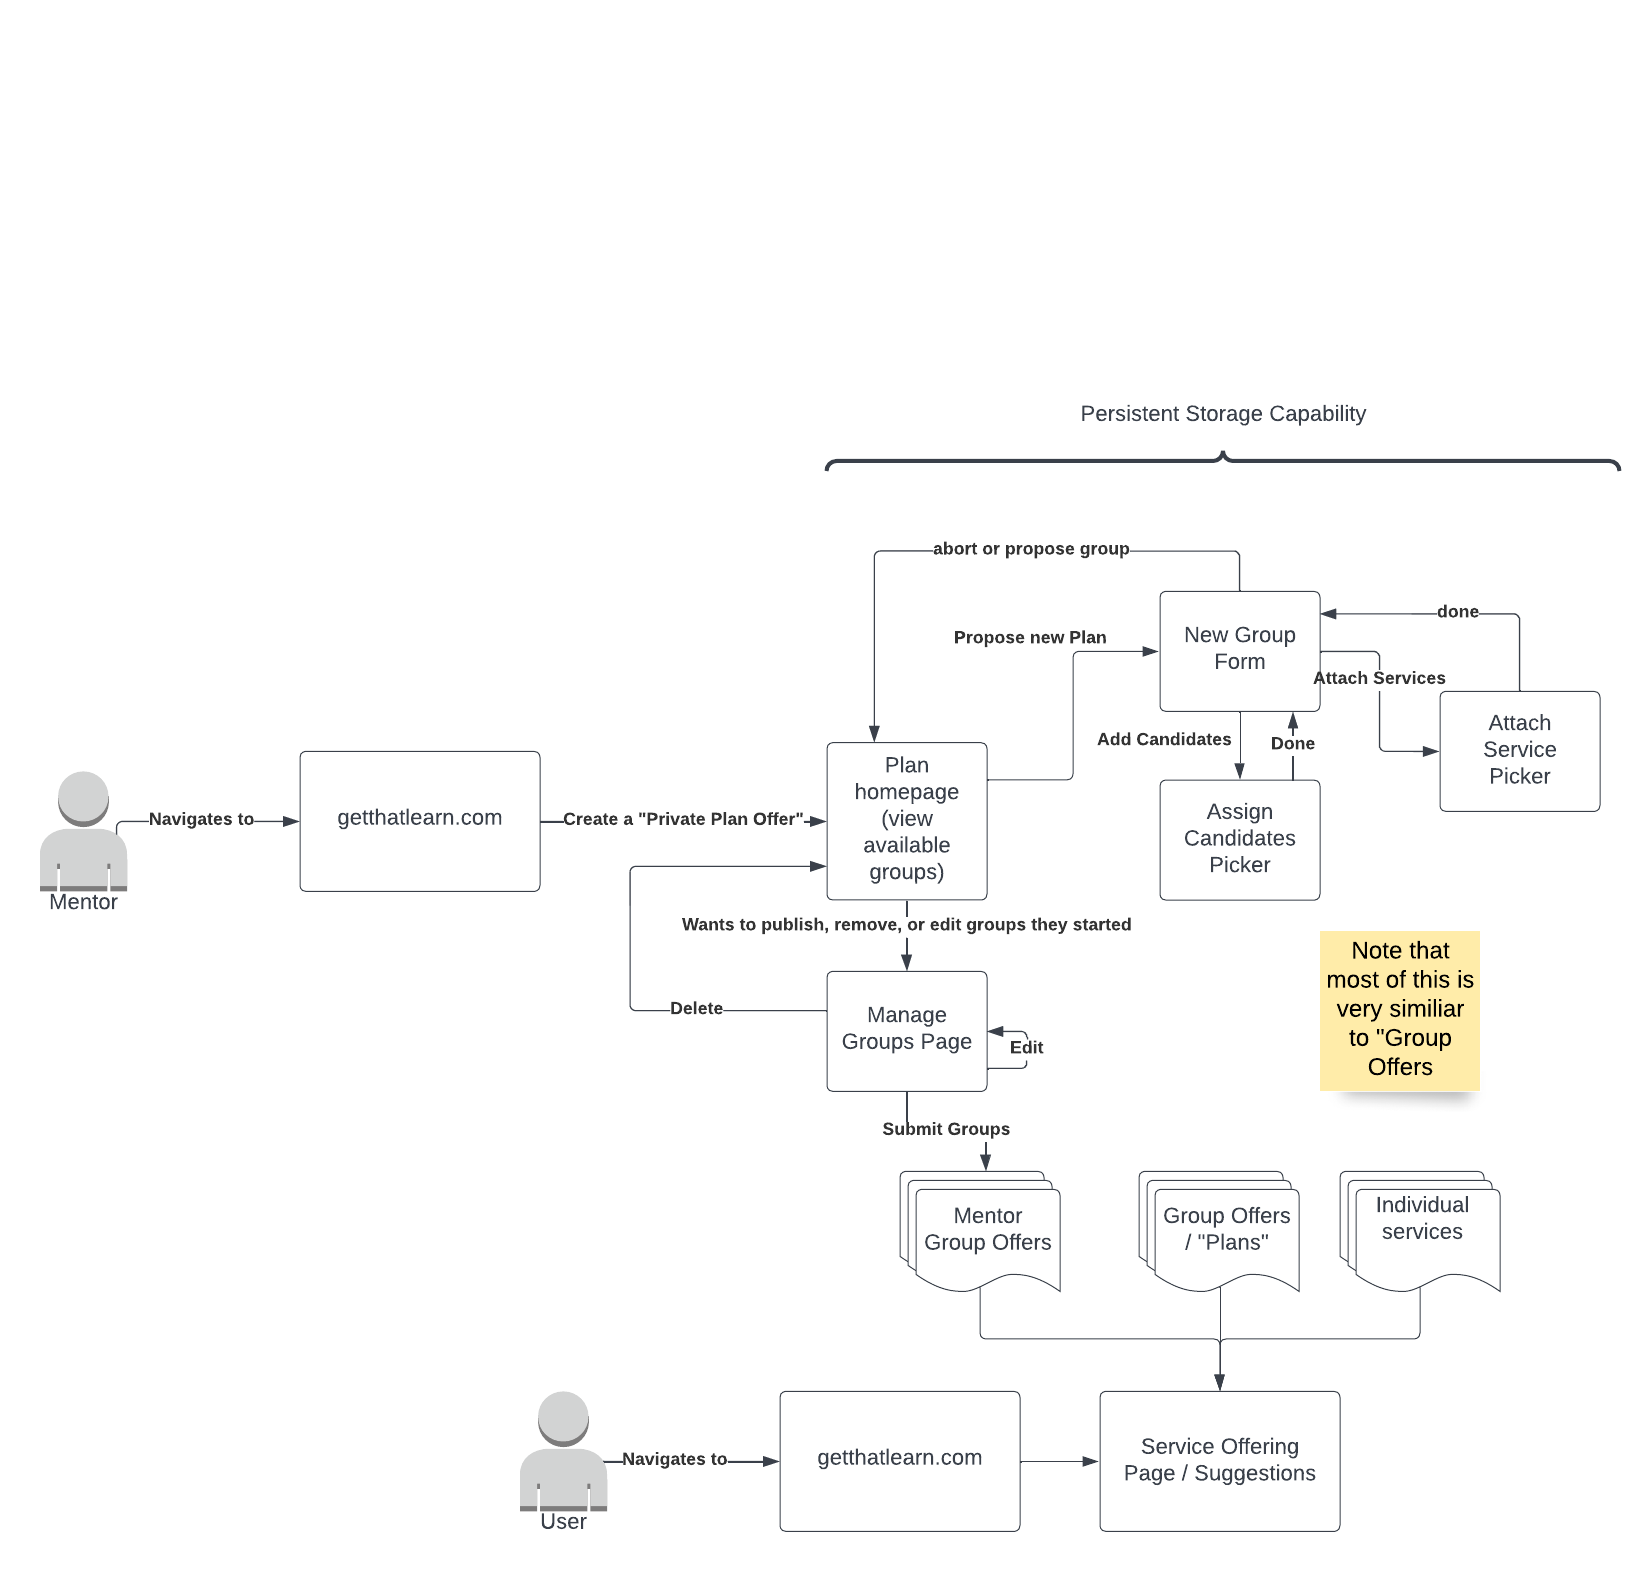 Persistent Storage Capability
abort or propose group
Propose new Plan
New Group
Form
done
Attach Services
Attach
Service
Picker
Add Candidates
Done
Assign
Candidates
Picker
Mentor
Navigates to
getthatlearn.com
Create a "Private Plan Offer"
Plan
homepage
(view
available
groups)
Wants to publish, remove, or edit groups they started
Delete
Manage
Groups Page
Edit
Note that
most of this is
very similiar
to "Group
Offers
Submit Groups
Mentor
Group Offers
Group Offers
/ "Plans"
Individual
services
User
Navigates to
getthatlearn.com
Service Offering
Page / Suggestions